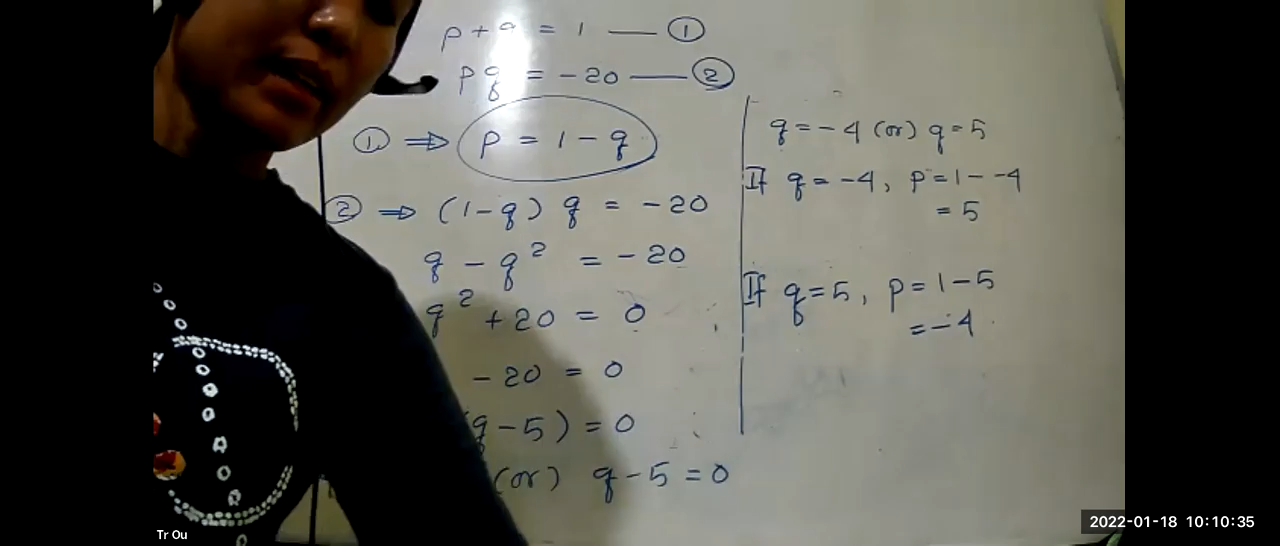 p + q = 1 —— ①
pq = -20 —— ②
① ⇒ p = 1 - q
② ⇒ (1-q) q = -20
q - q² = -20
q² + 20 = 0
- 20 = 0
(q - 5) = 0
(or) q - 5 = 0
q = -4 (or) q = 5
If q = -4, p = 1 - -4
= 5
If q = 5, p = 1 - 5
= -4
Tr Ou
2022-01-18 10:10:35